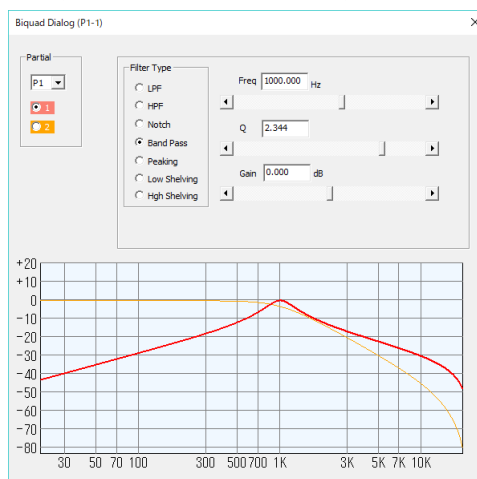 Biquad Dialog (P1-1)
Partial
P1
1
2
Filter Type
LPF
HPF
Notch
Band Pass
Peaking
Low Shelving
Hgh Shelving
Freq 1000.000 Hz
Q 2.344
Gain 0.000 dB
+20
+10
0
-10
-20
-30
-40
-50
-60
-70
-80
30 50 70 100 300 500 700 1K 3K 5K 7K 10K